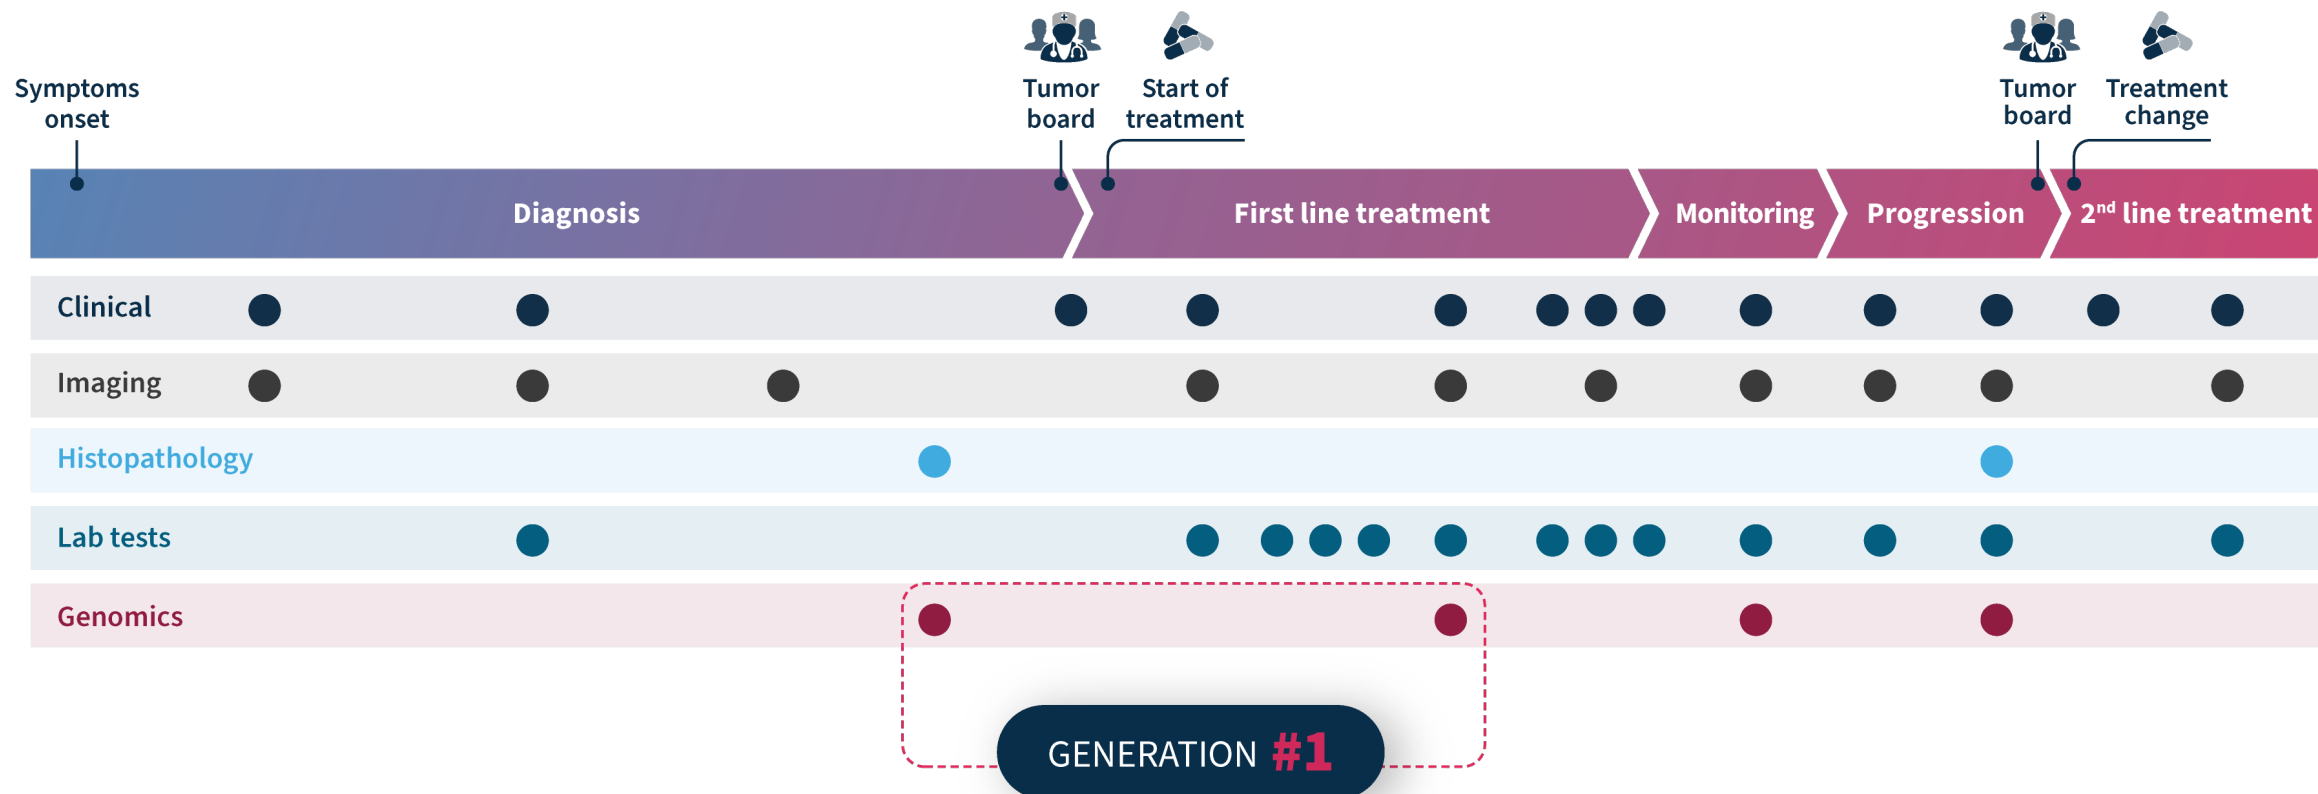 Symptoms
onset
Tumor
board
Start of
treatment
Tumor
board
Treatment
change
Diagnosis
First line treatment
Monitoring
Progression
2nd line treatment
Clinical
Imaging
Histopathology
Lab tests
Genomics
GENERATION #1